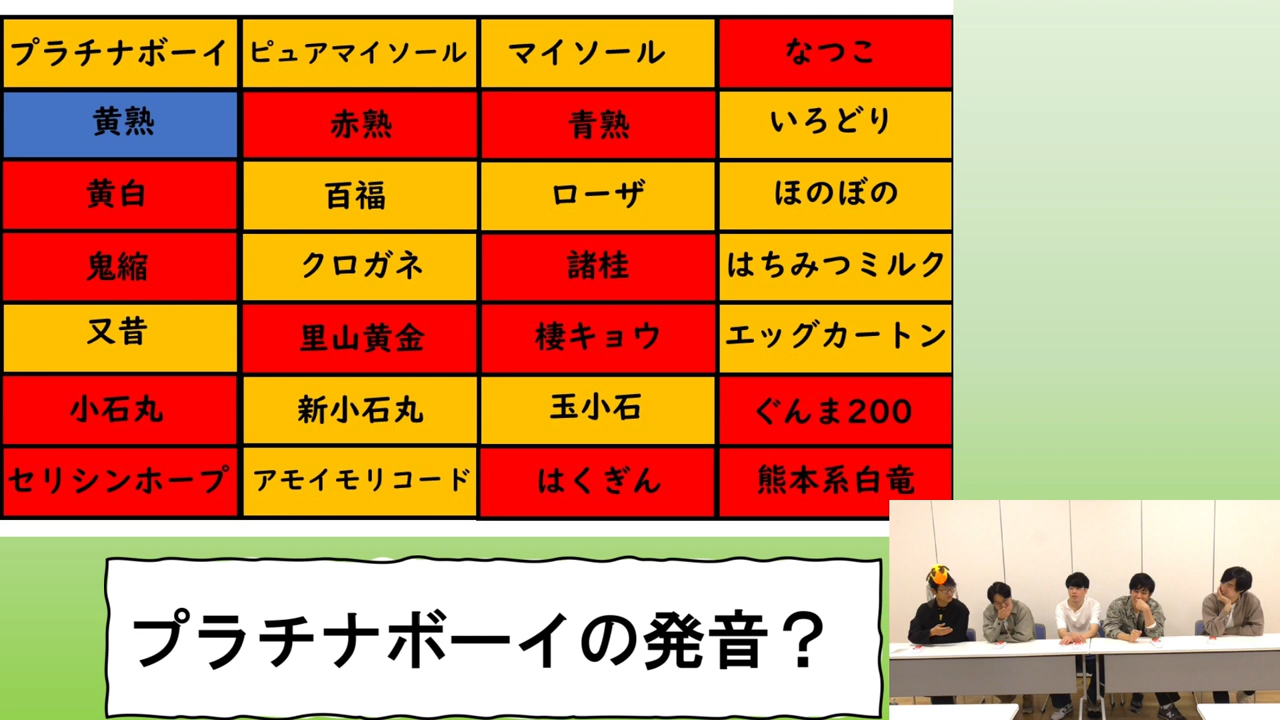 プラチナボーイ ピュアマイソール マイソール なつこ
黄熟 赤熟 青熟 いろどり
黄白 百福 ローザ ほのぼの
鬼縮 クロガネ 諸桂 はちみつミルク
又昔 里山黄金 棲キョウ エッグカートン
小石丸 新小石丸 玉小石 ぐんま200
セリシンホープ アモイモリコード はくぎん 熊本系白竜
プラチナボーイの発音？